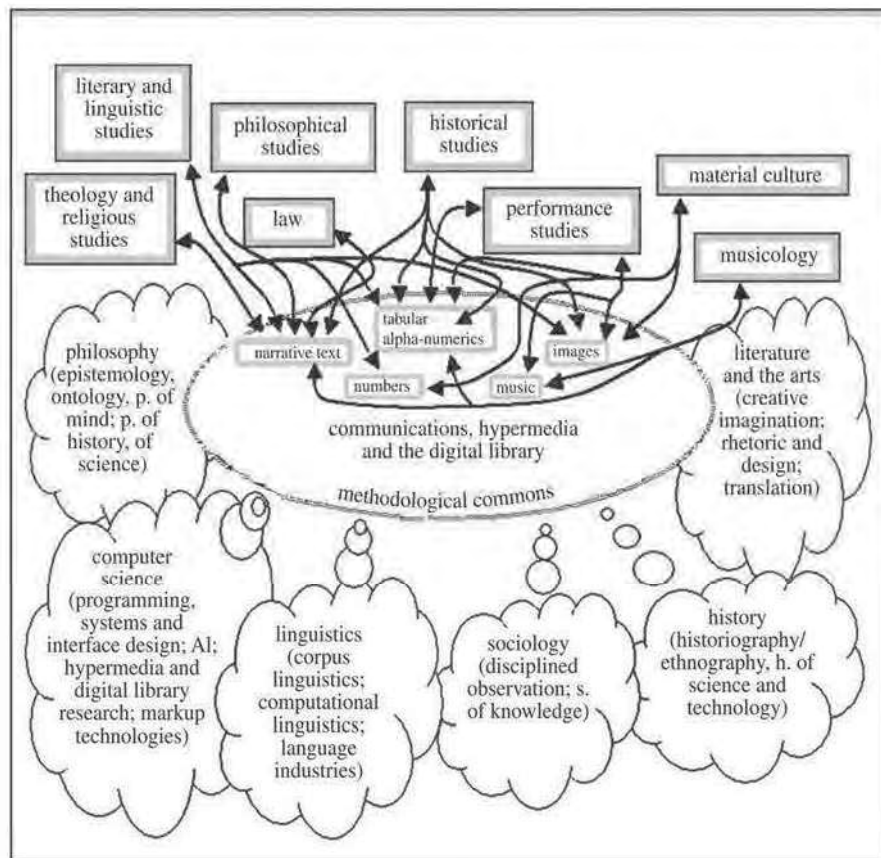 literary and
linguistic
studies
philosophical
studies
historical
studies
material culture
theology and
religious
studies
law
performance
studies
musicology
tabular
alpha-numerics
narrative text
images
numbers
music
communications, hypermedia
and the digital library
methodological commons
philosophy
(epistemology,
ontology, p. of
mind; p. of
history, of
science)
literature
and the arts
(creative
imagination;
rhetoric and
design;
translation)
computer
science
(programming,
systems and
interface design; Al;
hypermedia and
digital library
research; markup
technologies)
linguistics
(corpus
linguistics;
computational
linguistics;
language
industries)
sociology
(disciplined
observation; s.
of knowledge)
history
(historiography/
ethnography, h. of
science and
technology)